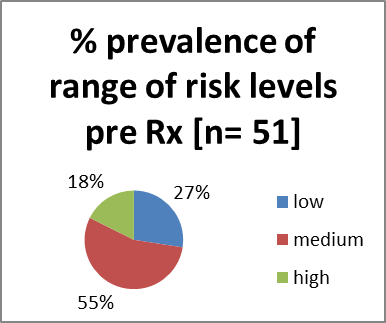 % prevalence of
range of risk levels
pre Rx [n= 51]
18%
27%
low
medium
high
55%